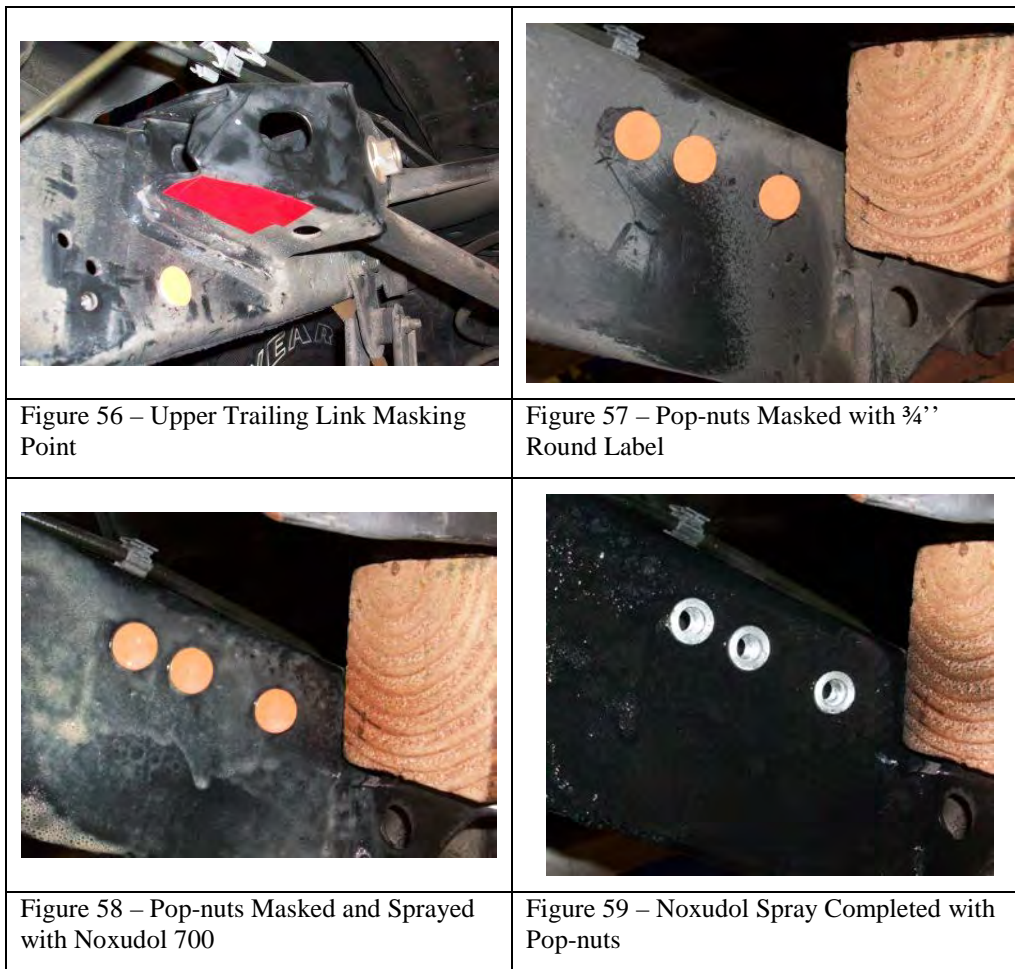 EAR
Figure 56 – Upper Trailing Link Masking
Point
Figure 57 – Pop-nuts Masked with ¾’’
Round Label
Figure 58 – Pop-nuts Masked and Sprayed
with Noxudol 700
Figure 59 – Noxudol Spray Completed with
Pop-nuts